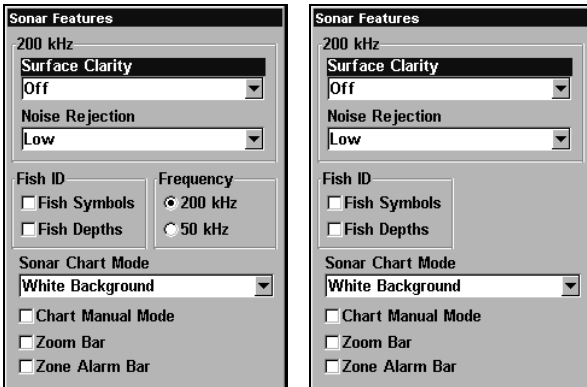 Sonar Features
200 kHz
Surface Clarity
Off
Noise Rejection
Low
Fish ID
Fish Symbols
Fish Depths
Frequency
200 kHz
50 kHz
Sonar Chart Mode
White Background
Chart Manual Mode
Zoom Bar
Zone Alarm Bar
Sonar Features
200 kHz
Surface Clarity
Off
Noise Rejection
Low
Fish ID
Fish Symbols
Fish Depths
Sonar Chart Mode
White Background
Chart Manual Mode
Zoom Bar
Zone Alarm Bar